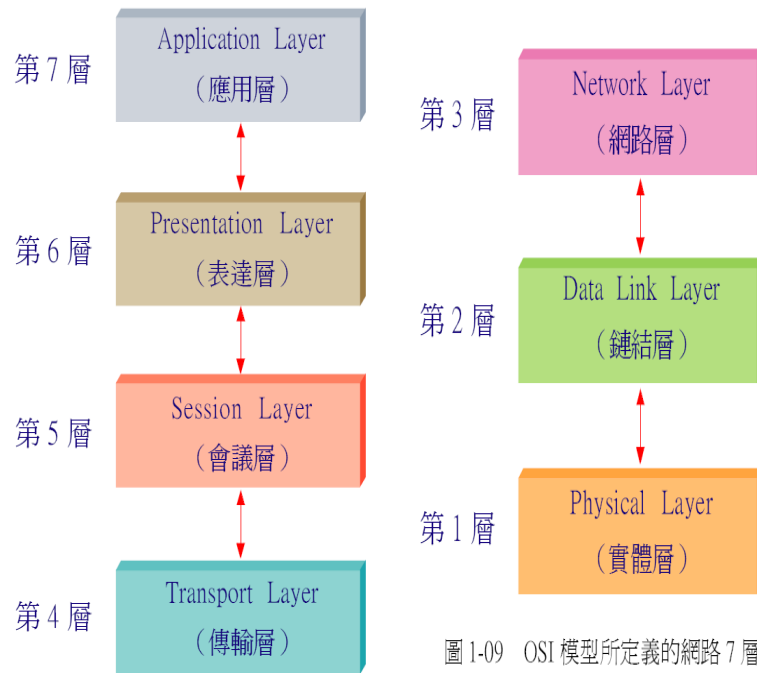 第 7 層
Application Layer
（應用層）
第 6 層
Presentation Layer
（表達層）
第 5 層
Session Layer
（會議層）
第 4 層
Transport Layer
（傳輸層）
第 3 層
Network Layer
（網路層）
第 2 層
Data Link Layer
（鏈結層）
第 1 層
Physical Layer
（實體層）
圖 1-09 OSI 模型所定義的網路 7 層